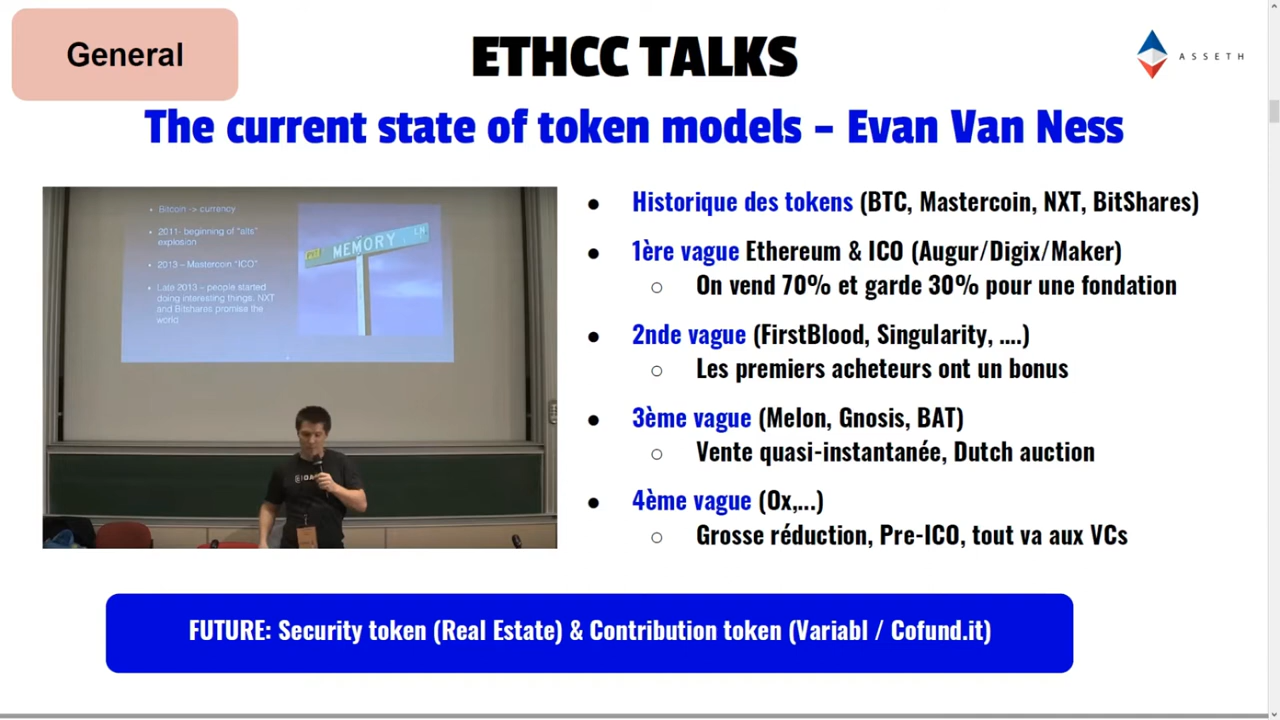 General
ETHCC TALKS
ASSETH
The current state of token models – Evan Van Ness
• Bitcoin -> currency
• 2011- beginning of "alts"
explosion
• 2013 – Mastercoin "ICO"
• Late 2013 – people started
doing interesting things. NXT
and Bitshares promise the
world
MEMORY LN
● Historique des tokens (BTC, Mastercoin, NXT, BitShares)
● 1ère vague Ethereum & ICO (Augur/Digix/Maker)
○ On vend 70% et garde 30% pour une fondation
● 2nde vague (FirstBlood, Singularity, ....)
○ Les premiers acheteurs ont un bonus
● 3ème vague (Melon, Gnosis, BAT)
○ Vente quasi-instantanée, Dutch auction
● 4ème vague (Ox,...)
○ Grosse réduction, Pre-ICO, tout va aux VCs
FUTURE: Security token (Real Estate) & Contribution token (Variabl / Cofund.it)